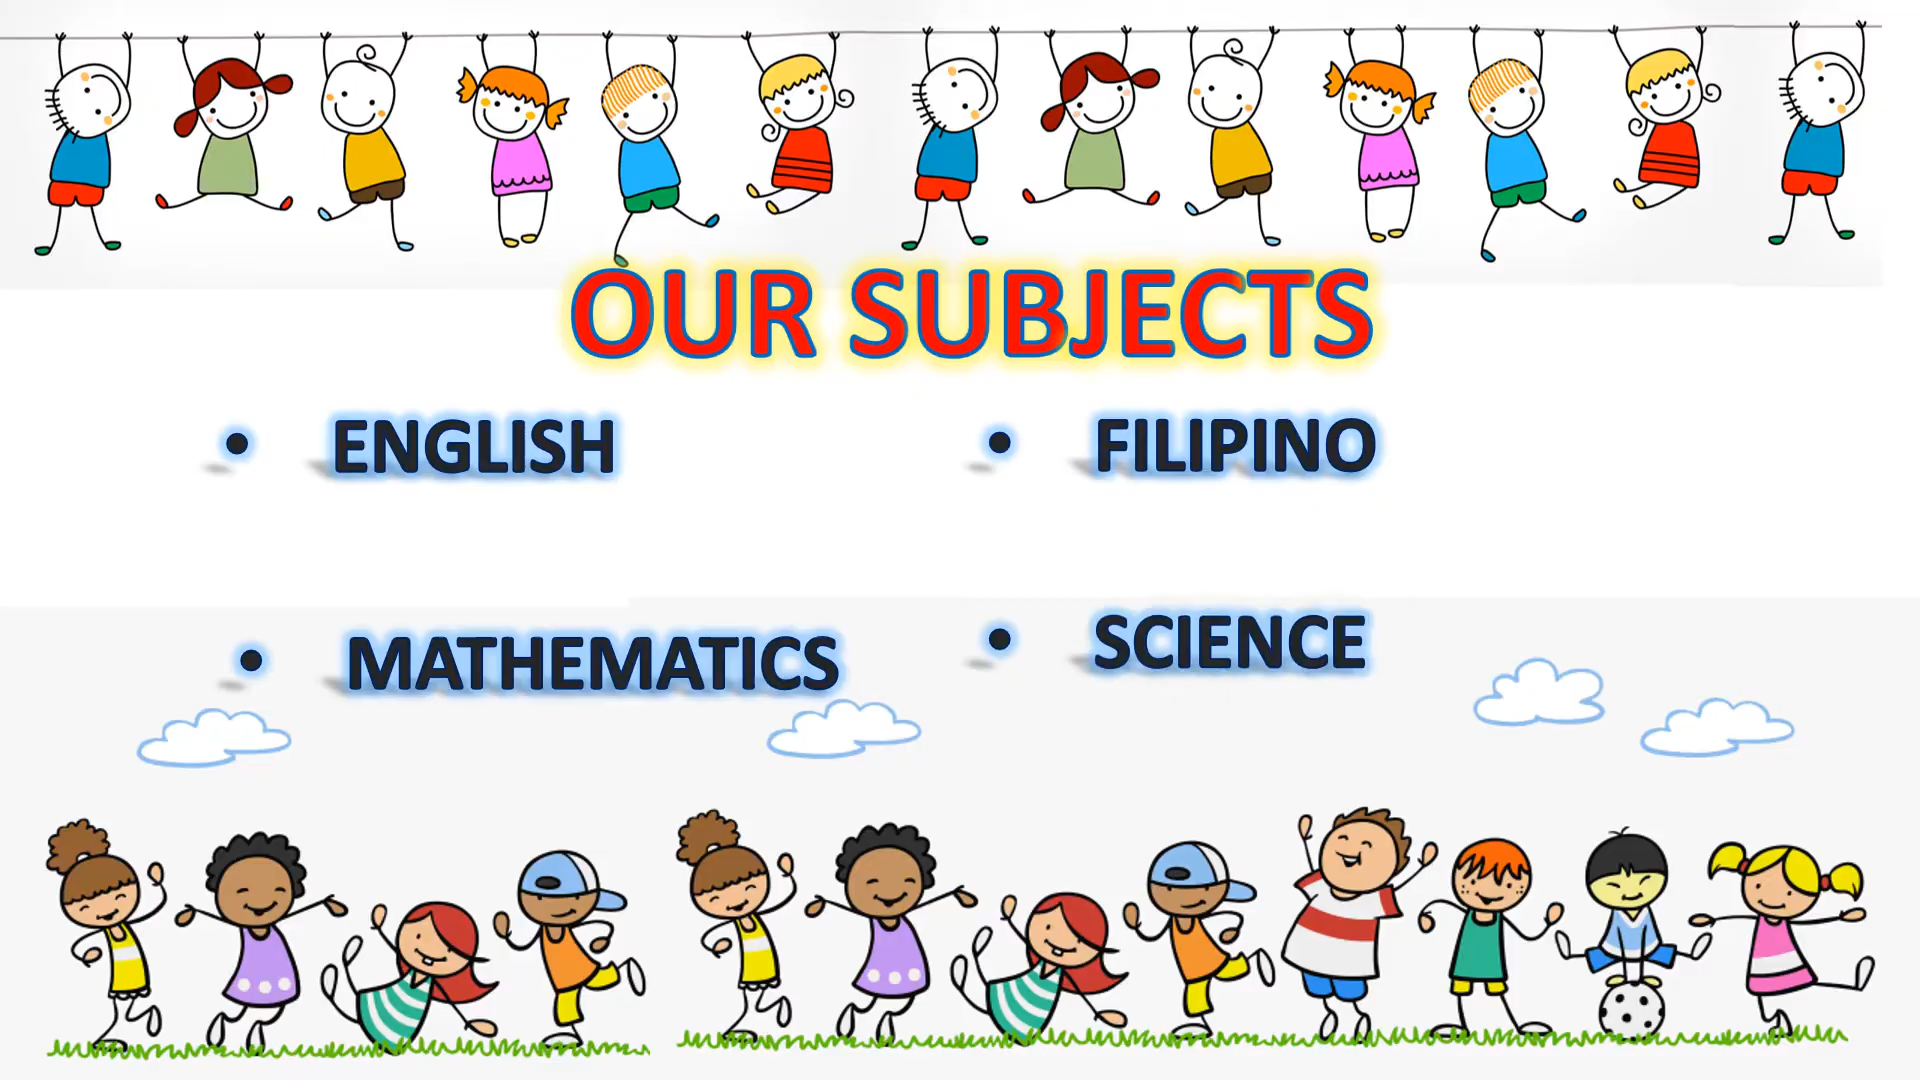 OUR SUBJECTS
• ENGLISH
• FILIPINO
• MATHEMATICS
• SCIENCE